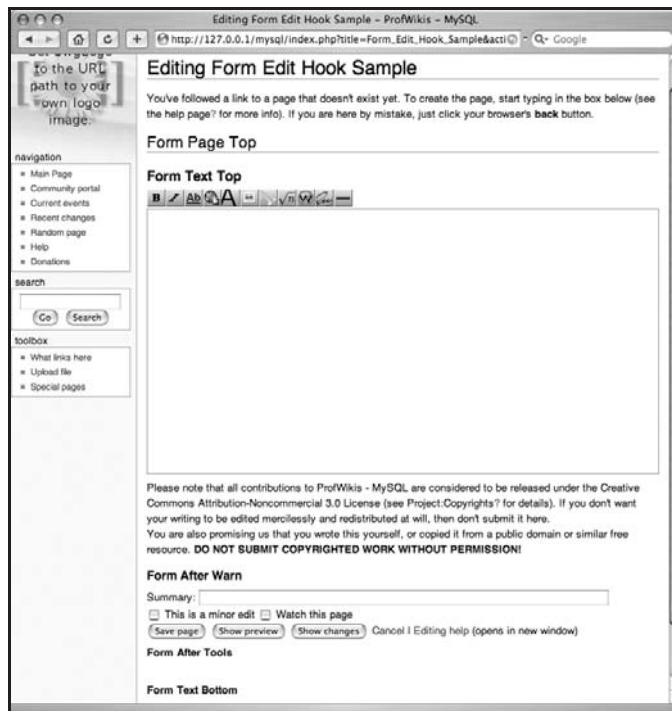 Editing Form Edit Hook Sample – ProfWikis – MySQL
http://127.0.0.1/mysql/index.php?title=Form_Edit_Hook_Sample&acti
Google
to the URL
path to your
own logo
image.
navigation
Main Page
Community portal
Current events
Recent changes
Random page
Help
Donations
search
Go Search
toolbox
What links here
Upload file
Special pages
Editing Form Edit Hook Sample
You've followed a link to a page that doesn't exist yet. To create the page, start typing in the box below (see
the help page? for more info). If you are here by mistake, just click your browser's back button.
Form Page Top
Form Text Top
B I Ab A √n W
Please note that all contributions to ProfWikis - MySQL are considered to be released under the Creative
Commons Attribution-Noncommercial 3.0 License (see Project:Copyrights? for details). If you don't want
your writing to be edited mercilessly and redistributed at will, then don't submit it here.
You are also promising us that you wrote this yourself, or copied it from a public domain or similar free
resource. DO NOT SUBMIT COPYRIGHTED WORK WITHOUT PERMISSION!
Form After Warn
Summary:
This is a minor edit Watch this page
Save page Show preview Show changes Cancel | Editing help (opens in new window)
Form After Tools
Form Text Bottom